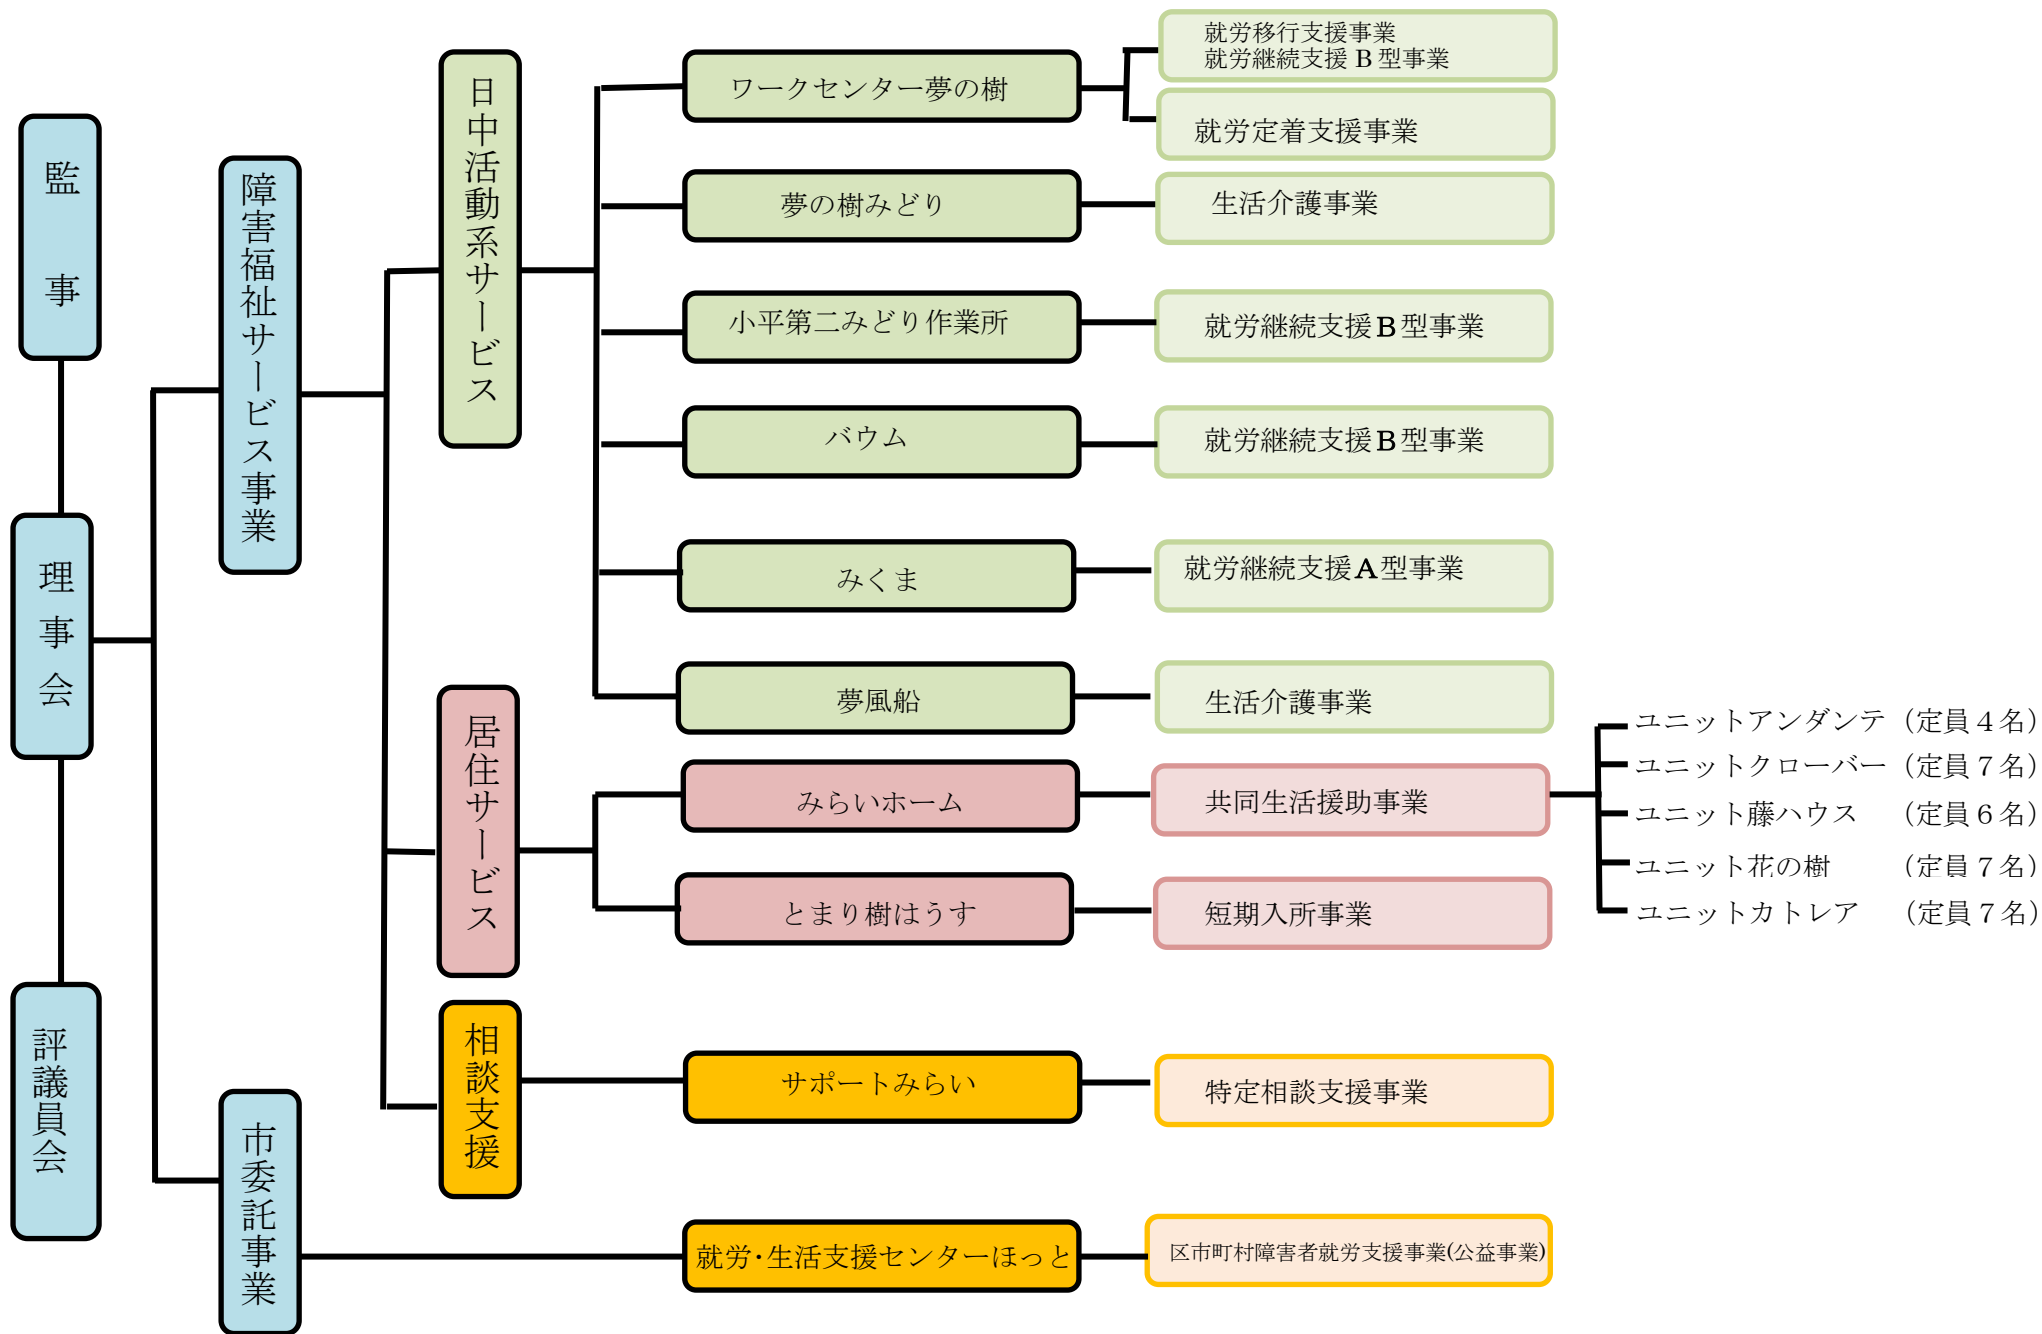 監事
理事会
評議員会
障害福祉サービス事業
市委託事業
日中活動系サービス
居住サービス
相談支援
ワークセンター夢の樹
就労移行支援事業
就労継続支援 B 型事業
就労定着支援事業
夢の樹みどり
生活介護事業
小平第二みどり作業所
就労継続支援B型事業
バウム
就労継続支援B型事業
みくま
就労継続支援A型事業
夢風船
生活介護事業
みらいホーム
共同生活援助事業
ユニットアンダンテ（定員４名）
ユニットクローバー（定員７名）
ユニット藤ハウス　（定員６名）
ユニット花の樹　　（定員７名）
ユニットカトレア　（定員７名）
とまり樹はうす
短期入所事業
サポートみらい
特定相談支援事業
就労・生活支援センターほっと
区市町村障害者就労支援事業(公益事業)